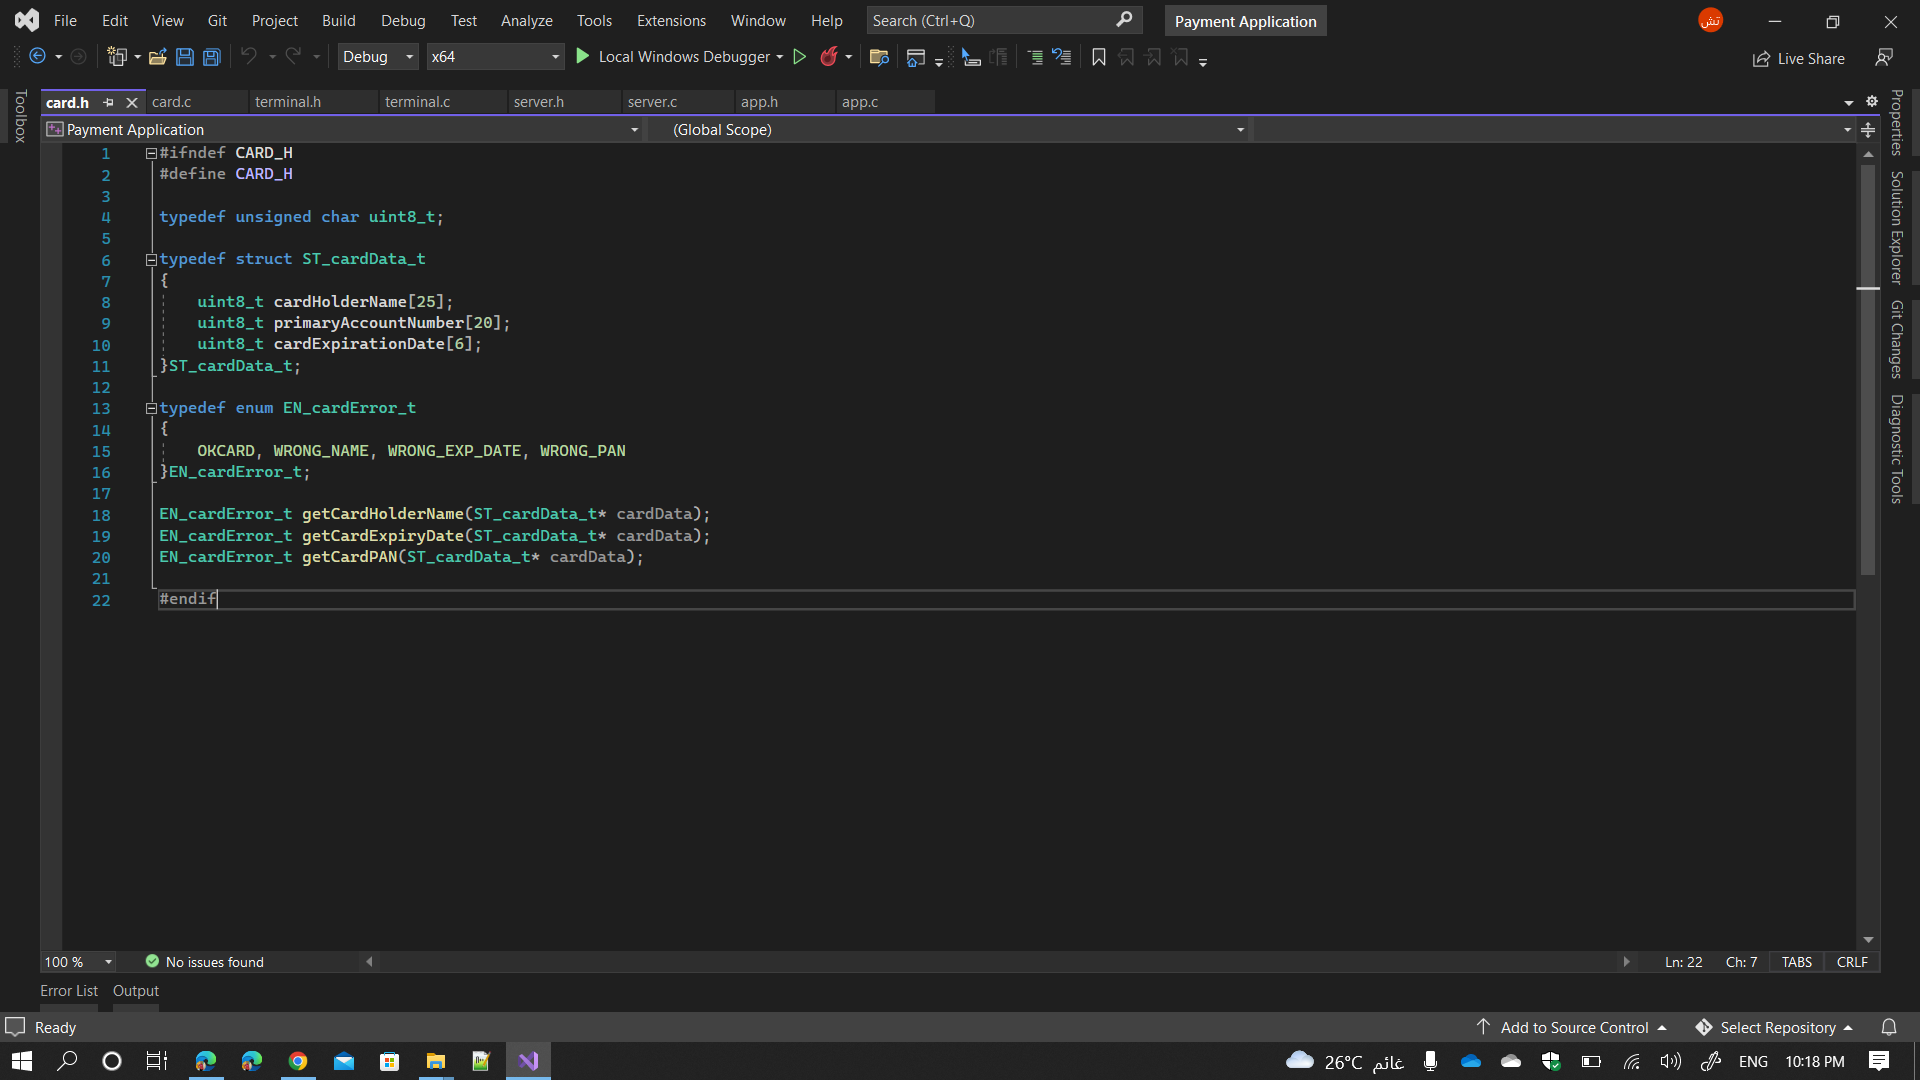 File Edit View Git Project Build Debug Test Analyze Tools Extensions Window Help Search (Ctrl+Q) Payment Application تش
Debug x64 Local Windows Debugger Live Share
Toolbox
card.h card.c terminal.h terminal.c server.h server.c app.h app.c
Payment Application (Global Scope)
1 #ifndef CARD_H
2 #define CARD_H
3
4 typedef unsigned char uint8_t;
5
6 typedef struct ST_cardData_t
7 {
8 uint8_t cardHolderName[25];
9 uint8_t primaryAccountNumber[20];
10 uint8_t cardExpirationDate[6];
11 }ST_cardData_t;
12
13 typedef enum EN_cardError_t
14 {
15 OKCARD, WRONG_NAME, WRONG_EXP_DATE, WRONG_PAN
16 }EN_cardError_t;
17
18 EN_cardError_t getCardHolderName(ST_cardData_t* cardData);
19 EN_cardError_t getCardExpiryDate(ST_cardData_t* cardData);
20 EN_cardError_t getCardPAN(ST_cardData_t* cardData);
21
22 #endif
Properties
Solution Explorer
Git Changes
Diagnostic Tools
100 % No issues found Ln: 22 Ch: 7 TABS CRLF
Error List Output
Ready Add to Source Control Select Repository
26°C غائم ENG 10:18 PM